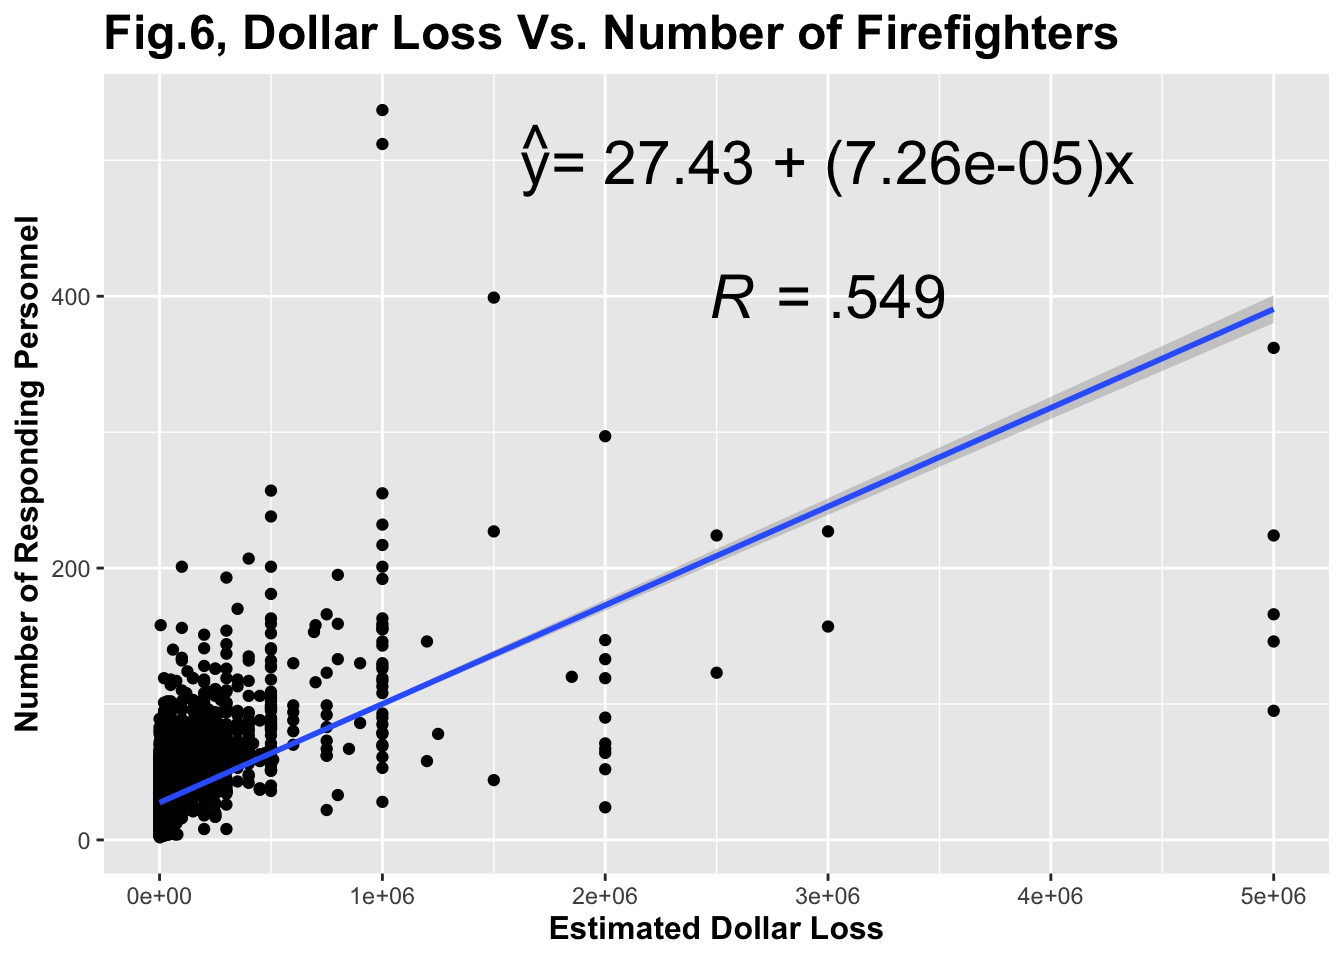 Fig.6, Dollar Loss Vs. Number of Firefighters
ŷ= 27.43 + (7.26e-05)x
R = .549
Number of Responding Personnel
400
200
0
0e+00 1e+06 2e+06 3e+06 4e+06 5e+06
Estimated Dollar Loss